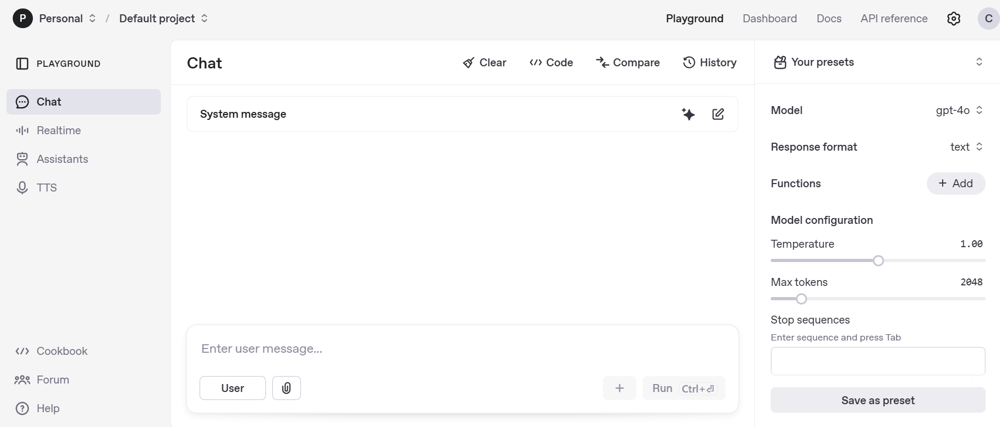 P Personal / Default project
Playground Dashboard Docs API reference C
PLAYGROUND
Chat
Realtime
Assistants
TTS
Cookbook
Forum
Help
Chat
Clear Code Compare History
System message
Enter user message...
User
+ Run Ctrl+⏎
Your presets
Model gpt-4o
Response format text
Functions + Add
Model configuration
Temperature 1.00
Max tokens 2048
Stop sequences
Enter sequence and press Tab
Save as preset